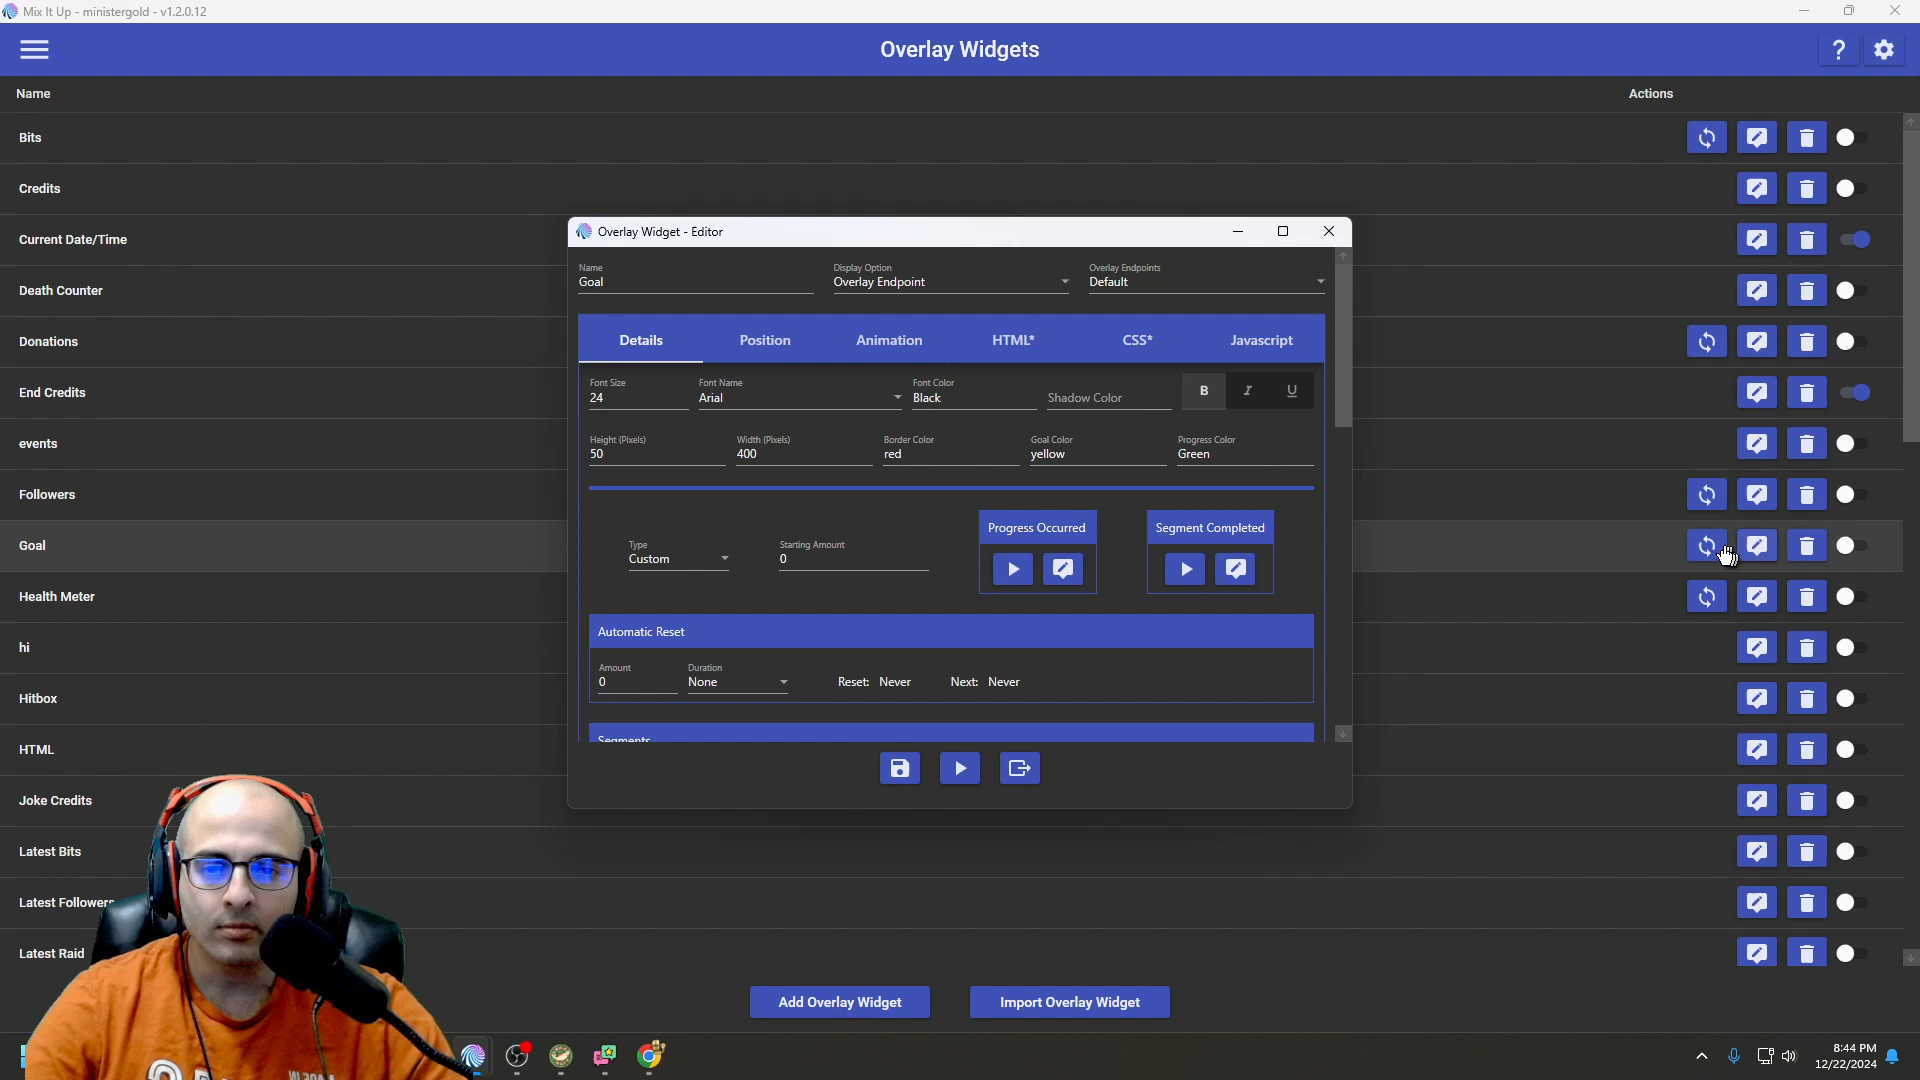 Mix It Up - ministergold - v1.2.0.12
Overlay Widgets
?
Name
Actions
Bits
Credits
Current Date/Time
Death Counter
Donations
End Credits
events
Followers
Goal
Health Meter
hi
Hitbox
HTML
Joke Credits
Latest Bits
Latest Followers
Latest Raid
Overlay Widget - Editor
Name
Goal
Display Option
Overlay Endpoint
Overlay Endpoints
Default
Details
Position
Animation
HTML*
CSS*
Javascript
Font Size
24
Font Name
Arial
Font Color
Black
Shadow Color
B
I
U
Height (Pixels)
50
Width (Pixels)
400
Border Color
red
Goal Color
yellow
Progress Color
Green
Type
Custom
Starting Amount
0
Progress Occurred
Segment Completed
Automatic Reset
Amount
0
Duration
None
Reset: Never
Next: Never
Segments
Add Overlay Widget
Import Overlay Widget
8:44 PM
12/22/2024